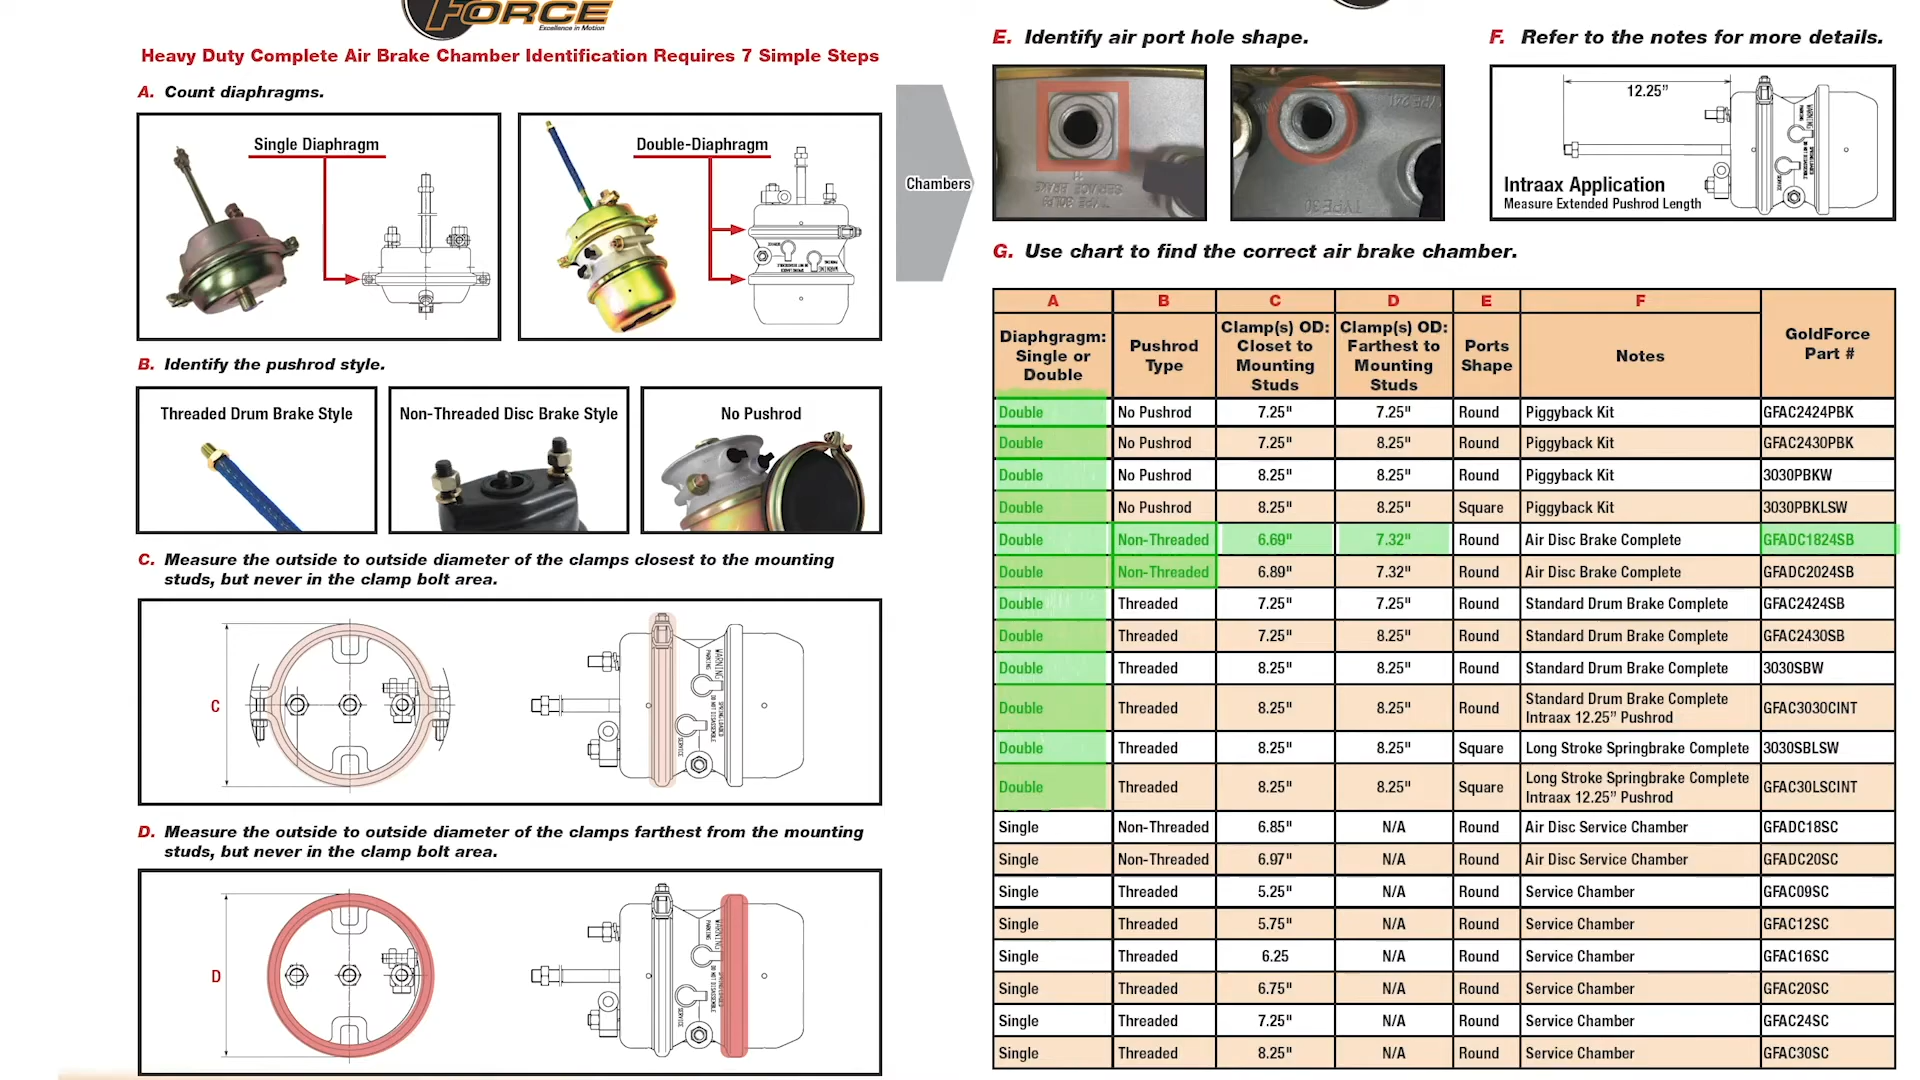 FORCE
Excellence in Motion
Heavy Duty Complete Air Brake Chamber Identification Requires 7 Simple Steps
A. Count diaphragms.
Single Diaphragm
Double-Diaphragm
B. Identify the pushrod style.
Threaded Drum Brake Style
Non-Threaded Disc Brake Style
No Pushrod
C. Measure the outside to outside diameter of the clamps closest to the mounting
studs, but never in the clamp bolt area.
C
D. Measure the outside to outside diameter of the clamps farthest from the mounting
studs, but never in the clamp bolt area.
D
Chambers
E. Identify air port hole shape.
F. Refer to the notes for more details.
12.25”
Intraax Application
Measure Extended Pushrod Length
G. Use chart to find the correct air brake chamber.
A B C D E F
Diaphgragm: Single or Double
Pushrod Type
Clamp(s) OD: Closet to Mounting Studs
Clamp(s) OD: Farthest to Mounting Studs
Ports Shape
Notes
GoldForce Part #
Double No Pushrod 7.25" 7.25" Round Piggyback Kit GFAC2424PBK
Double No Pushrod 7.25" 8.25" Round Piggyback Kit GFAC2430PBK
Double No Pushrod 8.25" 8.25" Round Piggyback Kit 3030PBKW
Double No Pushrod 8.25" 8.25" Square Piggyback Kit 3030PBKLSW
Double Non-Threaded 6.69" 7.32" Round Air Disc Brake Complete GFADC1824SB
Double Non-Threaded 6.89" 7.32" Round Air Disc Brake Complete GFADC2024SB
Double Threaded 7.25" 7.25" Round Standard Drum Brake Complete GFAC2424SB
Double Threaded 7.25" 8.25" Round Standard Drum Brake Complete GFAC2430SB
Double Threaded 8.25" 8.25" Round Standard Drum Brake Complete 3030SBW
Double Threaded 8.25" 8.25" Round Standard Drum Brake Complete Intraax 12.25” Pushrod GFAC3030CINT
Double Threaded 8.25" 8.25" Square Long Stroke Springbrake Complete 3030SBLSW
Double Threaded 8.25" 8.25" Square Long Stroke Springbrake Complete Intraax 12.25” Pushrod GFAC30LSCINT
Single Non-Threaded 6.85" N/A Round Air Disc Service Chamber GFADC18SC
Single Non-Threaded 6.97" N/A Round Air Disc Service Chamber GFADC20SC
Single Threaded 5.25" N/A Round Service Chamber GFAC09SC
Single Threaded 5.75" N/A Round Service Chamber GFAC12SC
Single Threaded 6.25 N/A Round Service Chamber GFAC16SC
Single Threaded 6.75" N/A Round Service Chamber GFAC20SC
Single Threaded 7.25" N/A Round Service Chamber GFAC24SC
Single Threaded 8.25" N/A Round Service Chamber GFAC30SC